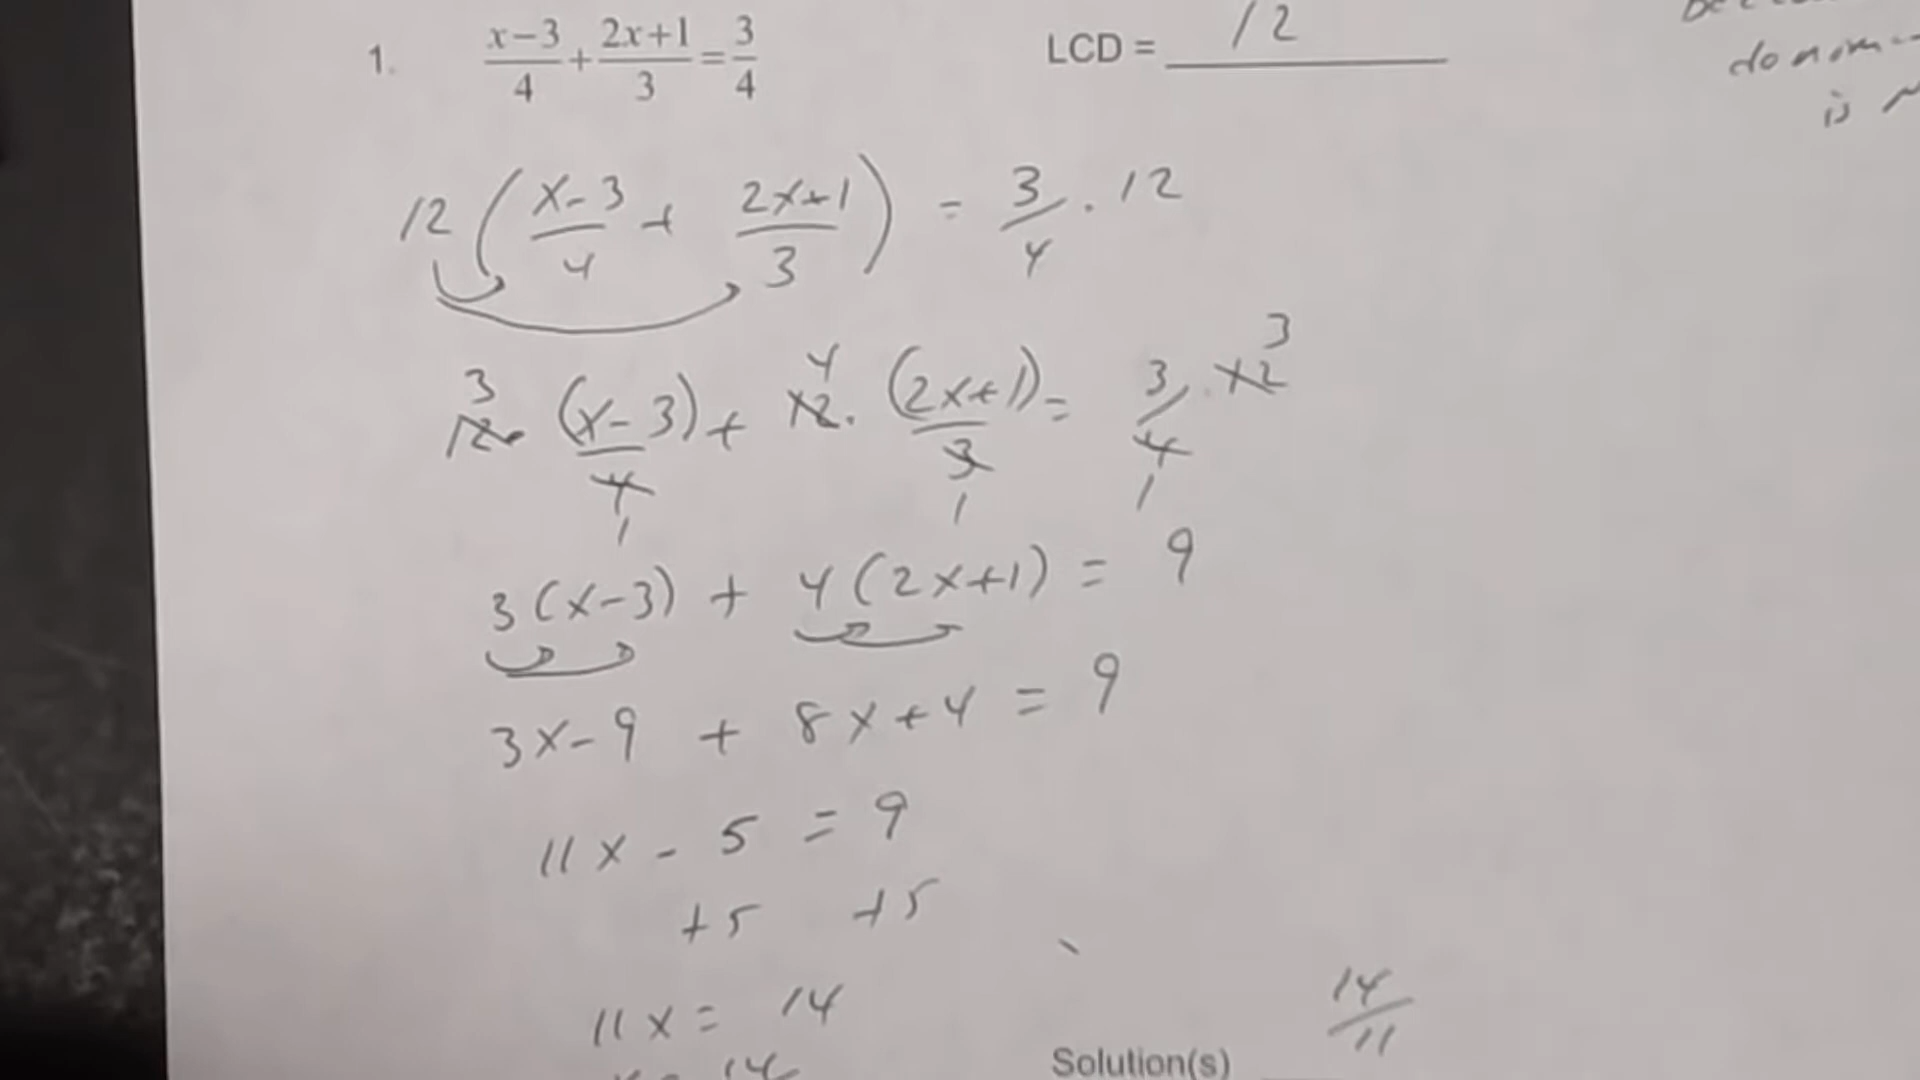 1. (x-3)/4 + (2x+1)/3 = 3/4 LCD = 12
is
12 ( (x-3)/4 + (2x+1)/3 ) = 3/4 · 12
3 4 3
12 · (x-3)/4 + 12 · (2x+1)/3 = 3/4 · 12
1 1 1
3(x-3) + 4(2x+1) = 9
3x-9 + 8x+4 = 9
11x - 5 = 9
+5 +5
11x = 14
14/11
Solution(s)
14